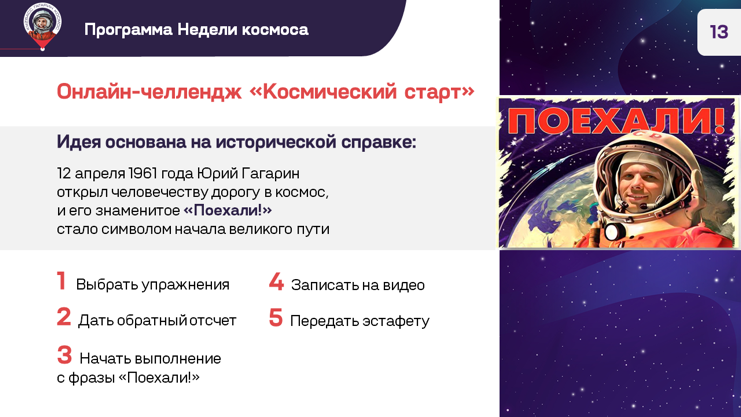 Программа Недели космоса
13
Онлайн-челлендж «Космический старт»
Идея основана на исторической справке:
12 апреля 1961 года Юрий Гагарин
открыл человечеству дорогу в космос,
и его знаменитое «Поехали!»
стало символом начала великого пути
ПОЕХАЛИ!
1 Выбрать упражнения
2 Дать обратный отсчет
3 Начать выполнение
с фразы «Поехали!»
4 Записать на видео
5 Передать эстафету